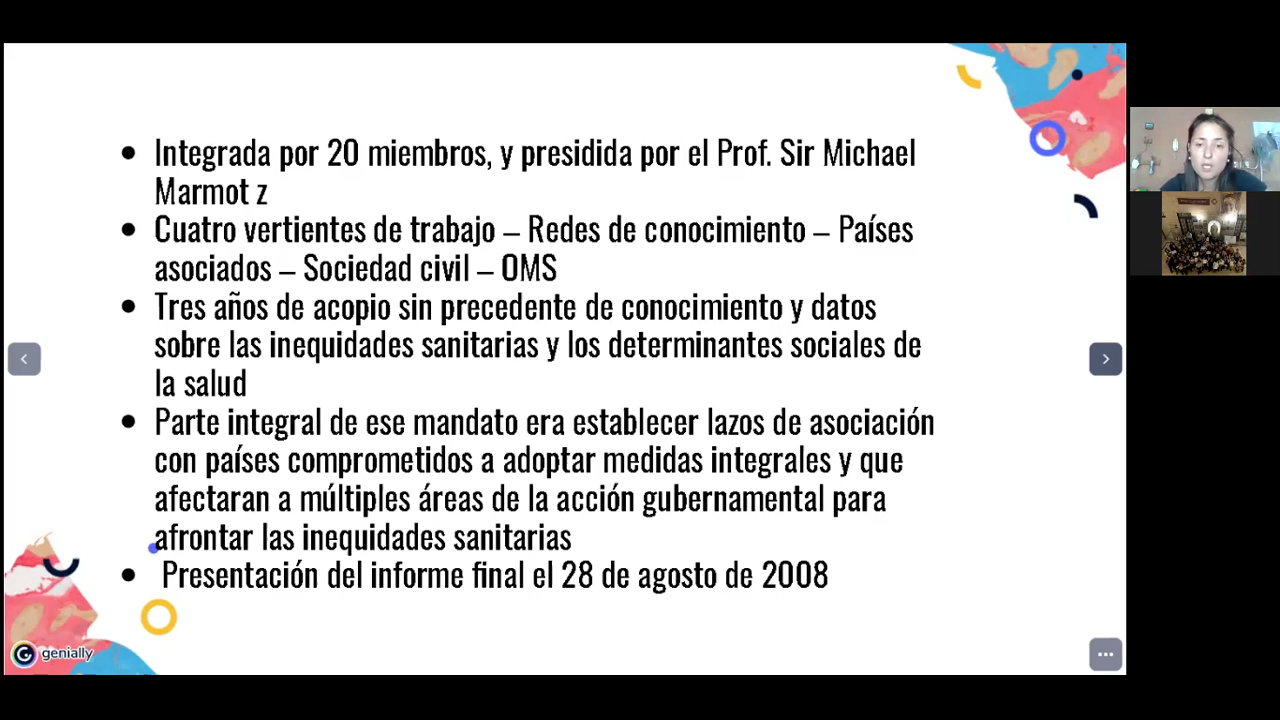 Integrada por 20 miembros, y presidida por el Prof. Sir Michael
Marmot z
Cuatro vertientes de trabajo – Redes de conocimiento – Países
asociados – Sociedad civil – OMS
Tres años de acopio sin precedente de conocimiento y datos
sobre las inequidades sanitarias y los determinantes sociales de
la salud
Parte integral de ese mandato era establecer lazos de asociación
con países comprometidos a adoptar medidas integrales y que
afectaran a múltiples áreas de la acción gubernamental para
afrontar las inequidades sanitarias
Presentación del informe final el 28 de agosto de 2008
genially